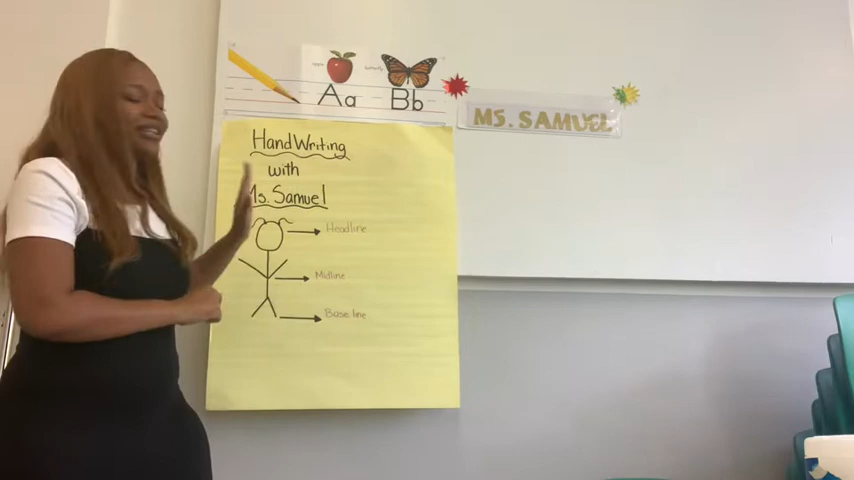 apple
butterfly
Aa Bb
MS. SAMUEL
HandWriting
with
Ms. Samuel
Headline
Midline
Base line